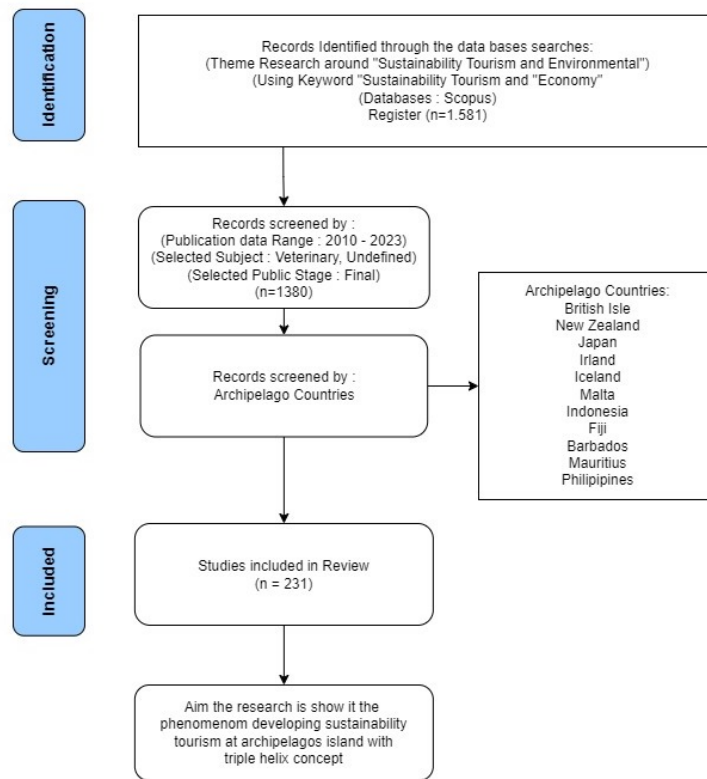 Identification
Records Identified through the data bases searches:
(Theme Research around "Sustainability Tourism and Environmental")
(Using Keyword "Sustainability Tourism and "Economy"
(Databases : Scopus)
Register (n=1.581)
Screening
Records screened by :
(Publication data Range : 2010 - 2023)
(Selected Subject : Veterinary, Undefined)
(Selected Public Stage : Final)
(n=1380)
Records screened by :
Archipelago Countries
Archipelago Countries:
British Isle
New Zealand
Japan
Irland
Iceland
Malta
Indonesia
Fiji
Barbados
Mauritius
Philipipines
Included
Studies included in Review
(n = 231)
Aim the research is show it the
phenomenom developing sustainability
tourism at archipelagos island with
triple helix concept